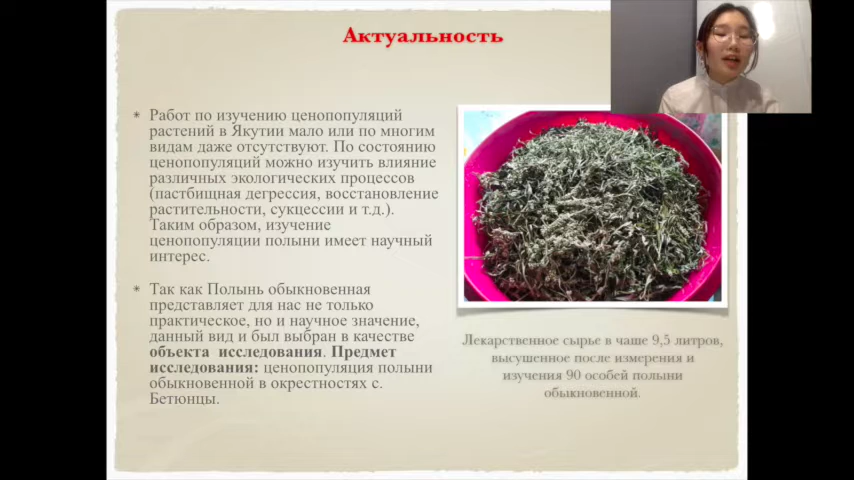 Актуальность
* Работ по изучению ценопопуляций
растений в Якутии мало или по многим
видам даже отсутствуют. По состоянию
ценопопуляций можно изучить влияние
различных экологических процессов
(пастбищная дегрессия, восстановление
растительности, сукцессии и т.д.).
Таким образом, изучение
ценопопуляции полыни имеет научный
интерес.
* Так как Полынь обыкновенная
представляет для нас не только
практическое, но и научное значение,
данный вид и был выбран в качестве
объекта исследования. Предмет
исследования: ценопопуляция полыни
обыкновенной в окрестностях с.
Бетюнцы.
Лекарственное сырье в чаше 9,5 литров,
высушенное после измерения и
изучения 90 особей полыни
обыкновенной.